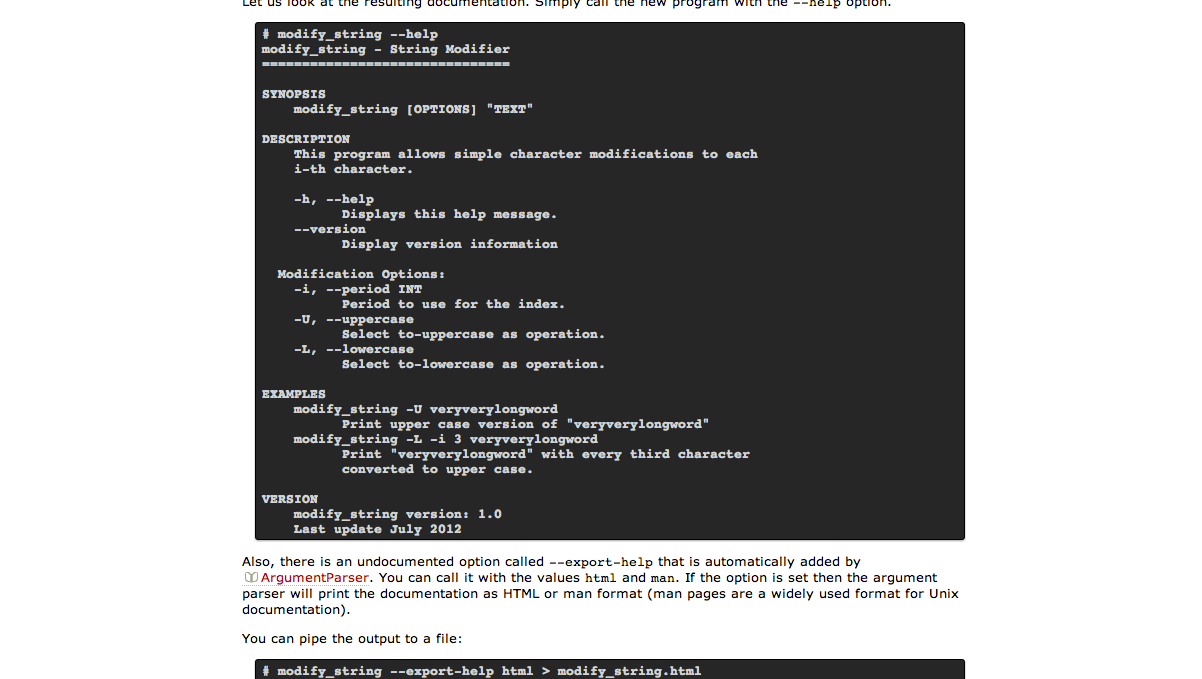 Let us look at the resulting documentation. Simply call the new program with the --help option.
# modify_string --help
modify_string - String Modifier
===============================
SYNOPSIS
modify_string [OPTIONS] "TEXT"
DESCRIPTION
This program allows simple character modifications to each
i-th character.
-h, --help
Displays this help message.
--version
Display version information
Modification Options:
-i, --period INT
Period to use for the index.
-U, --uppercase
Select to-uppercase as operation.
-L, --lowercase
Select to-lowercase as operation.
EXAMPLES
modify_string -U veryverylongword
Print upper case version of "veryverylongword"
modify_string -L -i 3 veryverylongword
Print "veryverylongword" with every third character
converted to upper case.
VERSION
modify_string version: 1.0
Last update July 2012
Also, there is an undocumented option called --export-help that is automatically added by
ArgumentParser. You can call it with the values html and man. If the option is set then the argument
parser will print the documentation as HTML or man format (man pages are a widely used format for Unix
documentation).
You can pipe the output to a file:
# modify_string --export-help html > modify_string.html